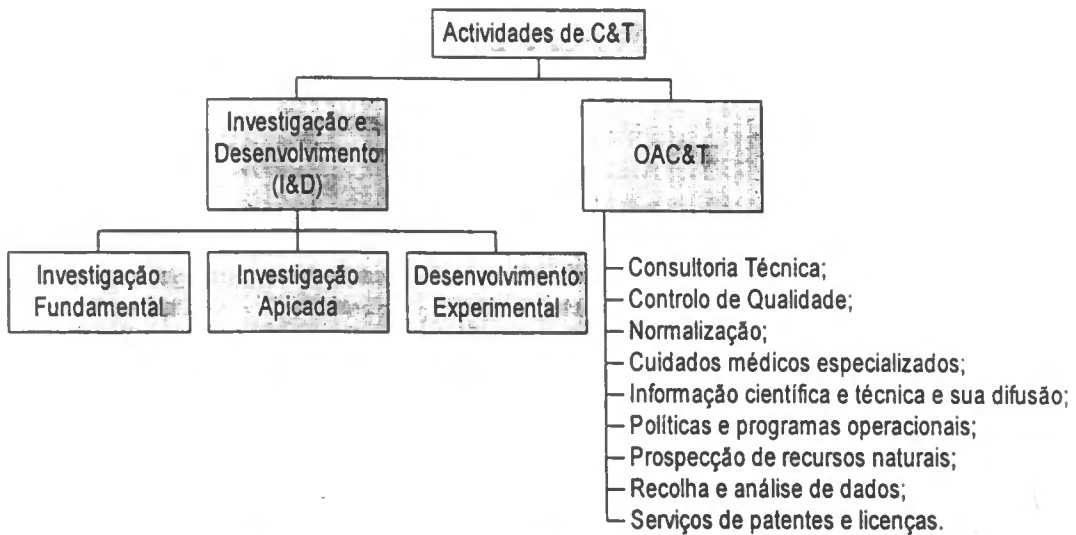 Actividades de C&T
Investigação e
Desenvolvimento
(I&D)
OAC&T
Investigação
Fundamental
Investigação
Apicada
Desenvolvimento
Experimental
Consultoria Técnica;
Controlo de Qualidade;
Normalização;
Cuidados médicos especializados;
Informação científica e técnica e sua difusão;
Políticas e programas operacionais;
Prospecção de recursos naturais;
Recolha e análise de dados;
Serviços de patentes e licenças.